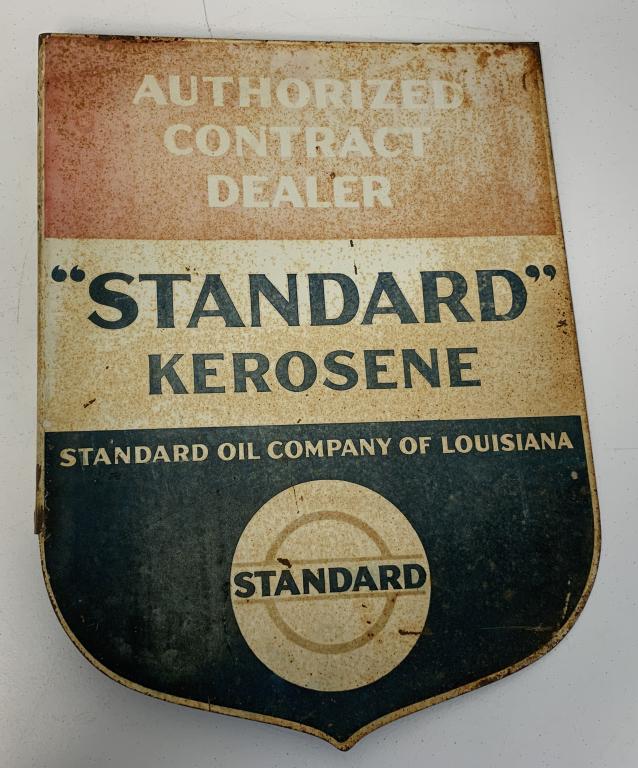 AUTHORIZED
CONTRACT
DEALER
“STANDARD”
KEROSENE
STANDARD OIL COMPANY OF LOUISIANA
STANDARD